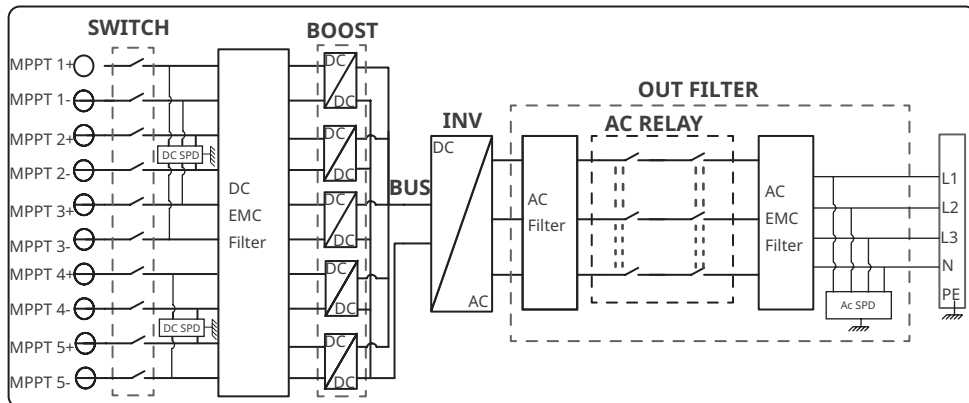 SWITCH
BOOST
MPPT 1+
MPPT 1-
MPPT 2+
MPPT 2-
MPPT 3+
MPPT 3-
MPPT 4+
MPPT 4-
MPPT 5+
MPPT 5-
DC SPD
DC SPD
DC
EMC
Filter
DC
DC
DC
DC
DC
DC
DC
DC
DC
DC
BUS
INV
DC
AC
OUT FILTER
AC RELAY
AC
Filter
AC
EMC
Filter
Ac SPD
L1
L2
L3
N
PE